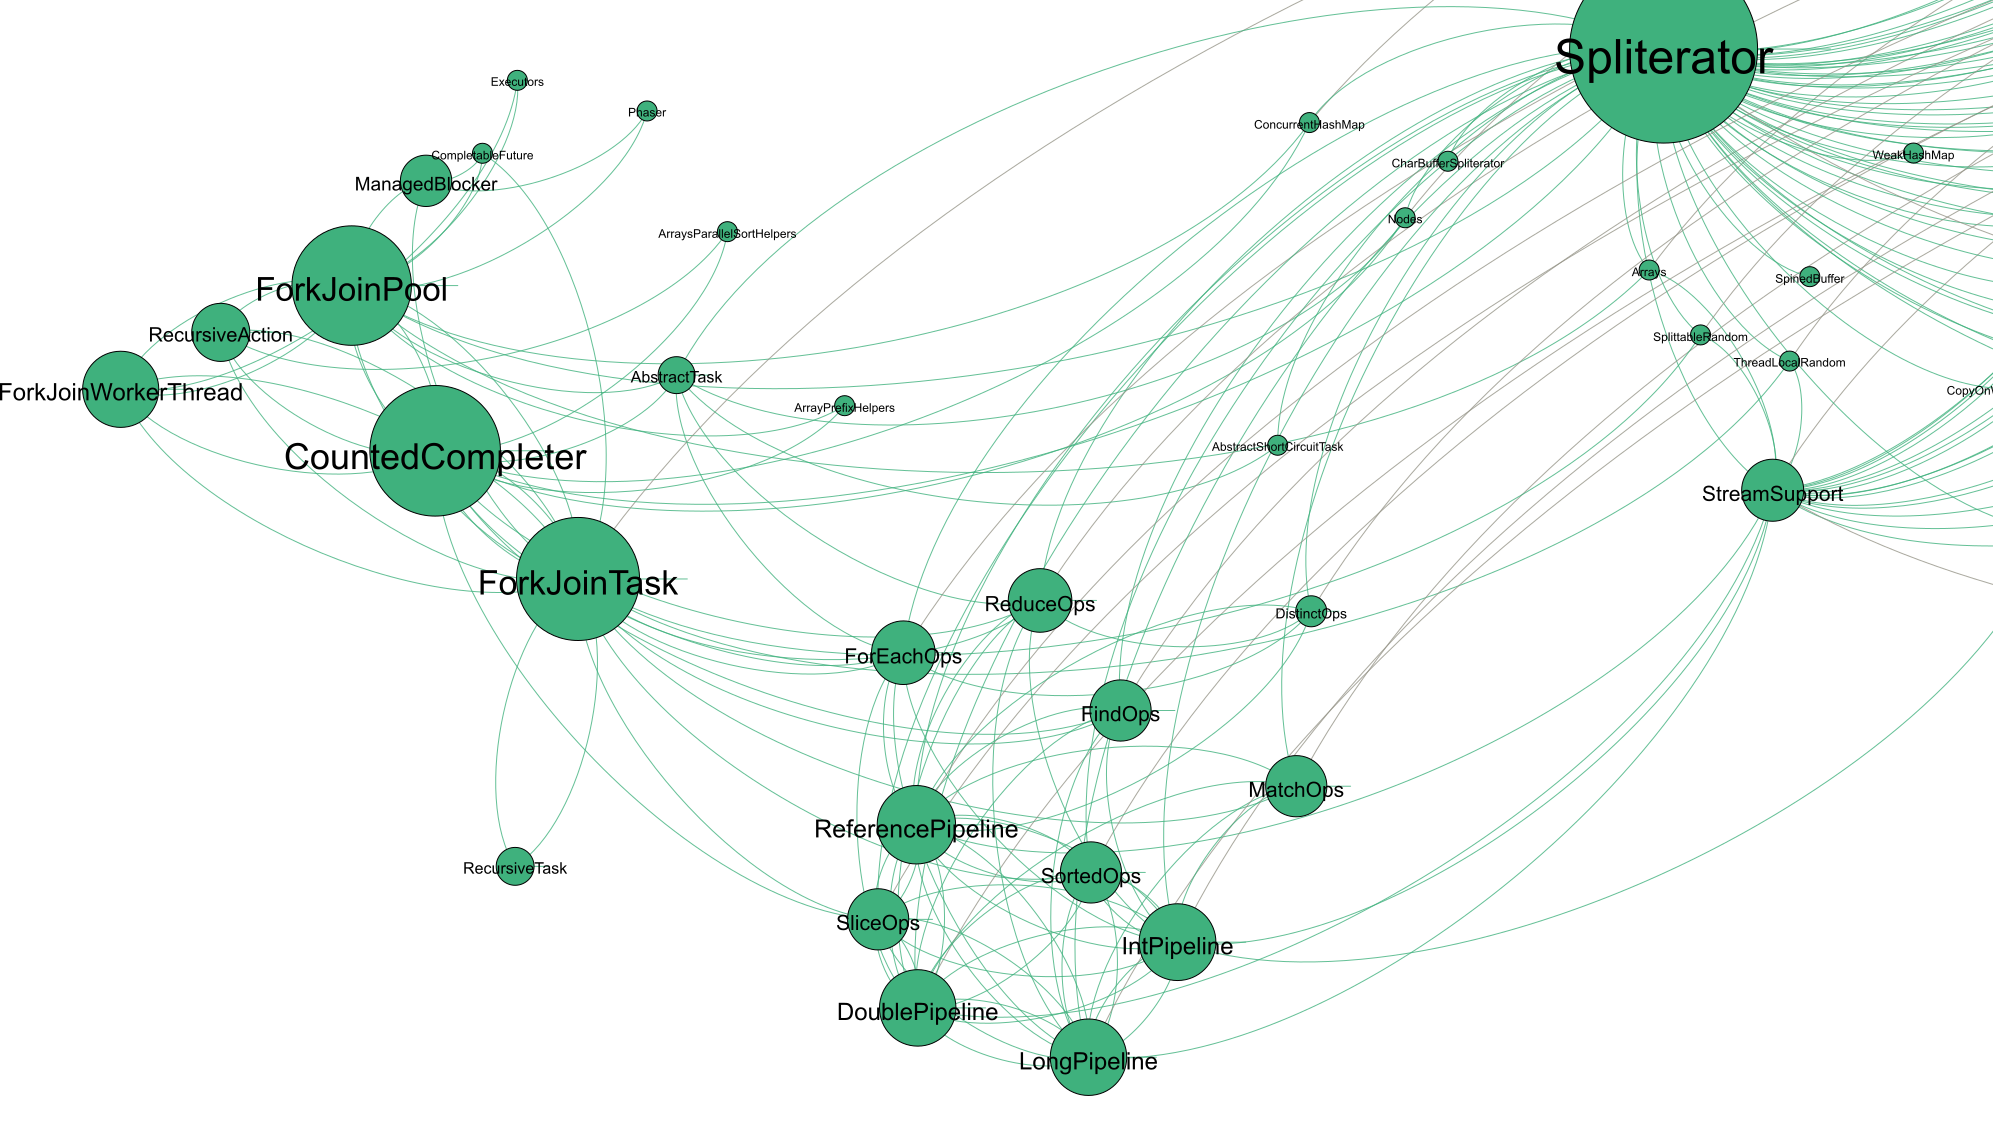 Spliterator
Executors
Phaser
ConcurrentHashMap
CompletableFuture
WeakHashMap
CharBufferSpliterator
ManagedBlocker
Nodes
ArraysParallelSortHelpers
Arrays
SpinedBuffer
ForkJoinPool
RecursiveAction
SplittableRandom
ThreadLocalRandom
AbstractTask
ForkJoinWorkerThread
CopyOnW
ArrayPrefixHelpers
AbstractShortCircuitTask
CountedCompleter
StreamSupport
ForkJoinTask
ReduceOps
DistinctOps
ForEachOps
FindOps
MatchOps
ReferencePipeline
RecursiveTask
SortedOps
SliceOps
IntPipeline
DoublePipeline
LongPipeline